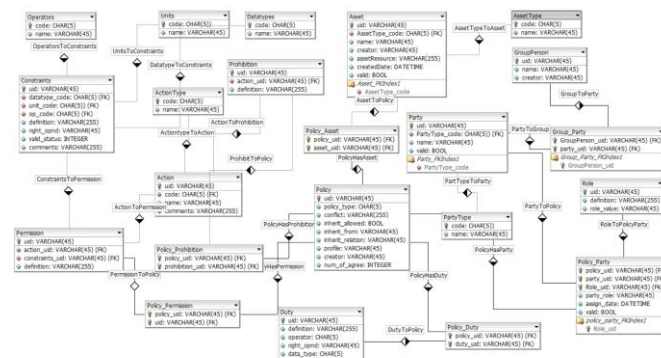 Operators
code: CHAR(5)
name: VARCHAR(45)
Units
code: CHAR(5)
name: VARCHAR(45)
Datatypes
code: CHAR(5)
name: VARCHAR(45)
Asset
uid: VARCHAR(45)
AssetType_code: CHAR(5) (FK)
name: VARCHAR(45)
creator: VARCHAR(45)
assetResource: VARCHAR(255)
createdDate: DATETIME
valid: BOOL
Asset_FKIndex1
AssetType_code
AssetTypeToAsset
AssetType
code: CHAR(5)
name: VARCHAR(45)
GroupPerson
uid: VARCHAR(45)
name: VARCHAR(45)
creator: VARCHAR(45)
OperatorsToConstraints
UnitsToConstraints
DatatypeToConstraints
Constraints
uid: VARCHAR(45)
datatype_code: CHAR(5) (FK)
unit_code: CHAR(5) (FK)
op_code: CHAR(5) (FK)
definition: VARCHAR(255)
right_opnd: VARCHAR(45)
valid_status: INTEGER
comments: VARCHAR(255)
Prohibition
uid: VARCHAR(45)
action_uid: VARCHAR(45) (FK)
definition: VARCHAR(255)
ActionType
code: CHAR(5)
name: VARCHAR(45)
ActionToProhibition
ActiontypeToAction
ProhibitToPolicy
AssetToPolicy
Policy_Asset
policy_uid: VARCHAR(45) (FK)
asset_uid: VARCHAR(45) (FK)
PolicyHasAsset
Party
uid: VARCHAR(45)
PartyType_code: CHAR(5) (FK)
name: VARCHAR(45)
valid: BOOL
Party_FKIndex1
PartyType_code
GroupToParty
PartyToGroup
Group_Party
GroupPerson_uid: VARCHAR(45) (FK)
party_uid: VARCHAR(45) (FK)
Group_Party_FKIndex1
GroupPerson_uid
ConstraintsToPermission
Action
uid: VARCHAR(45)
code: CHAR(5) (FK)
name: VARCHAR(45)
comments: VARCHAR(255)
ActionToPermission
Policy
uid: VARCHAR(45)
policy_type: CHAR(5)
conflict: VARCHAR(255)
inherit_allowed: BOOL
inherit_from: VARCHAR(45)
inherit_relation: VARCHAR(45)
profile: VARCHAR(45)
creator: VARCHAR(45)
num_of_agree: INTEGER
PartTypeToParty
PartyType
code: CHAR(5)
name: VARCHAR(45)
PartyToPolicy
Role
uid: VARCHAR(45)
definition: VARCHAR(255)
role_value: VARCHAR(45)
RoleToPolicyParty
Permission
uid: VARCHAR(45)
action_uid: VARCHAR(45) (FK)
constraints_uid: VARCHAR(45) (FK)
definition: VARCHAR(255)
PermissionToPolicy
Policy_Prohibition
policy_uid: VARCHAR(45) (FK)
prohibition_uid: VARCHAR(45) (FK)
PolicyHasProhibition
yHasPermission
PolicyHasDuty
PolicyHasParty
Policy_Party
policy_uid: VARCHAR(45) (FK)
party_uid: VARCHAR(45) (FK)
Role_uid: VARCHAR(45) (FK)
party_role: VARCHAR(45)
assign_date: DATETIME
valid: BOOL
policy_party_FKIndex1
Role_uid
Policy_Permission
policy_uid: VARCHAR(45) (FK)
uid: VARCHAR(45) (FK)
Duty
uid: VARCHAR(45)
definition: VARCHAR(255)
operator: CHAR(5)
right_opnd: VARCHAR(45)
data_type: CHAR(5)
DutyToPolicy
Policy_Duty
policy_uid: VARCHAR(45) (FK)
duty_uid: VARCHAR(45) (FK)